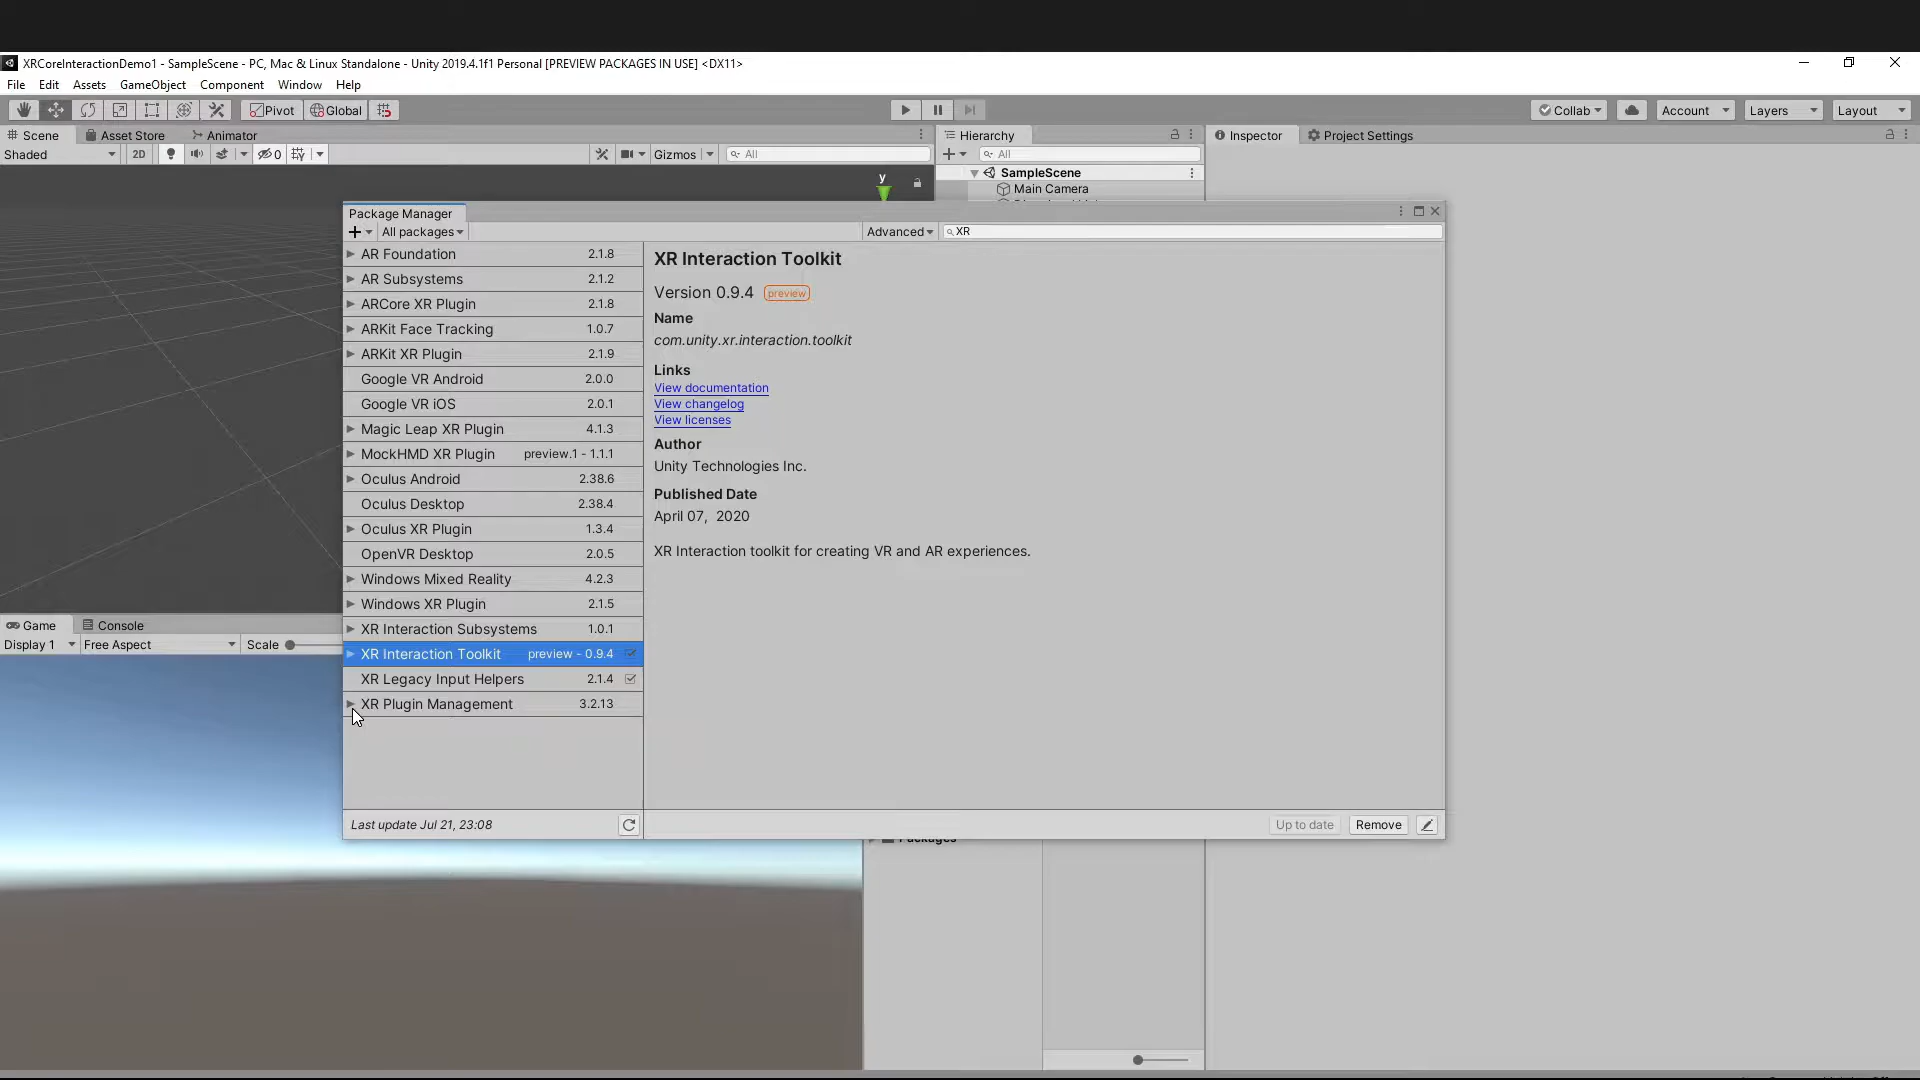 XRCoreInteractionDemo1 - SampleScene - PC, Mac & Linux Standalone - Unity 2019.4.1f1 Personal [PREVIEW PACKAGES IN USE] <DX11>
File Edit Assets GameObject Component Window Help
Pivot Global Collab Account Layers Layout
Scene Asset Store Animator Hierarchy Inspector Project Settings
Shaded 2D 0 Gizmos All All
SampleScene
y Main Camera
Package Manager
All packages Advanced XR
AR Foundation 2.1.8
AR Subsystems 2.1.2
ARCore XR Plugin 2.1.8
ARKit Face Tracking 1.0.7
ARKit XR Plugin 2.1.9
Google VR Android 2.0.0
Google VR iOS 2.0.1
Magic Leap XR Plugin 4.1.3
MockHMD XR Plugin preview.1 - 1.1.1
Oculus Android 2.38.6
Oculus Desktop 2.38.4
Oculus XR Plugin 1.3.4
OpenVR Desktop 2.0.5
Windows Mixed Reality 4.2.3
Windows XR Plugin 2.1.5
XR Interaction Subsystems 1.0.1
XR Interaction Toolkit preview - 0.9.4
XR Legacy Input Helpers 2.1.4
XR Plugin Management 3.2.13
Last update Jul 21, 23:08
XR Interaction Toolkit
Version 0.9.4 preview
Name
com.unity.xr.interaction.toolkit
Links
View documentation
View changelog
View licenses
Author
Unity Technologies Inc.
Published Date
April 07, 2020
XR Interaction toolkit for creating VR and AR experiences.
Up to date Remove
Game Console
Display 1 Free Aspect Scale
Packages